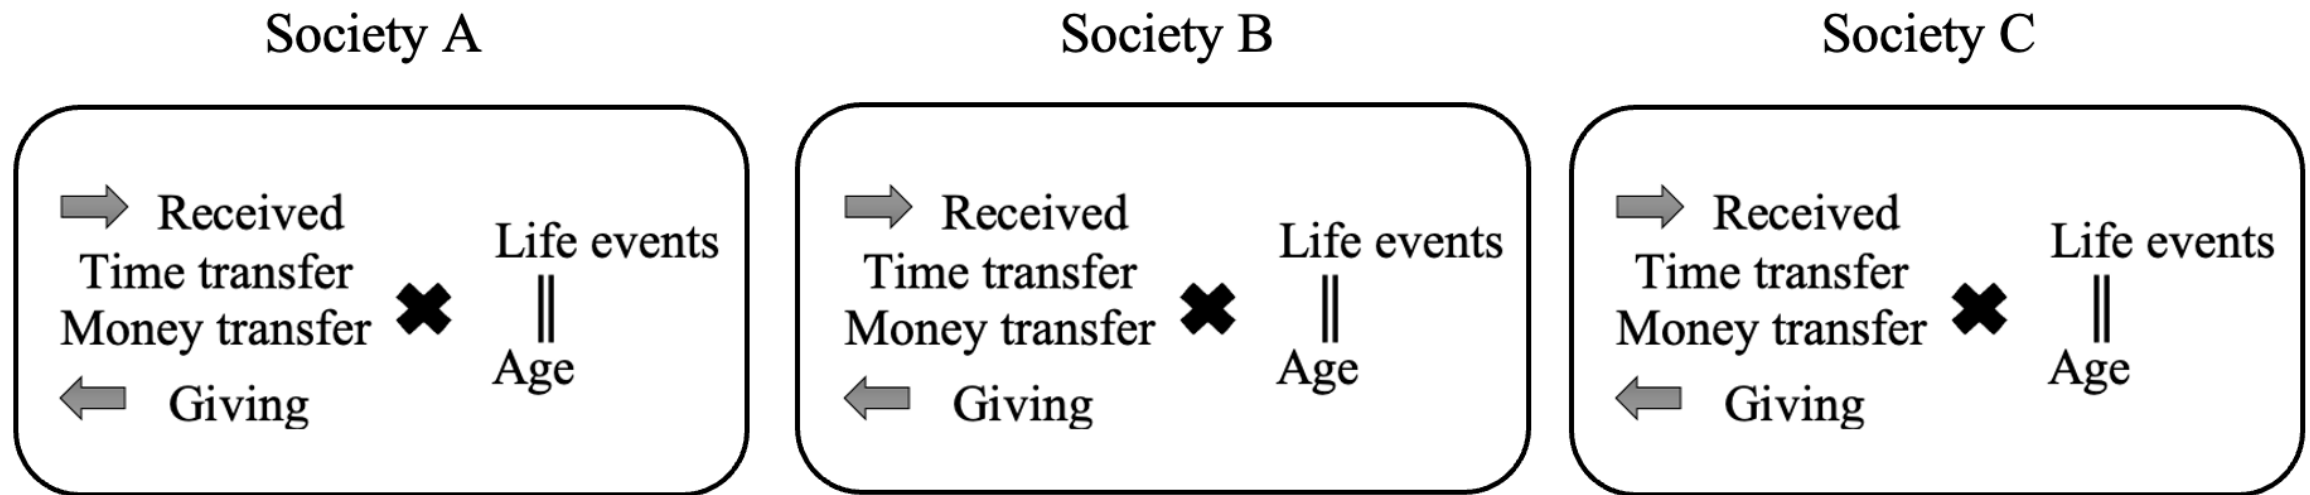 Society A
Received
Time transfer
Money transfer
Giving
Life events
Age
Society B
Received
Time transfer
Money transfer
Giving
Life events
Age
Society C
Received
Time transfer
Money transfer
Giving
Life events
Age